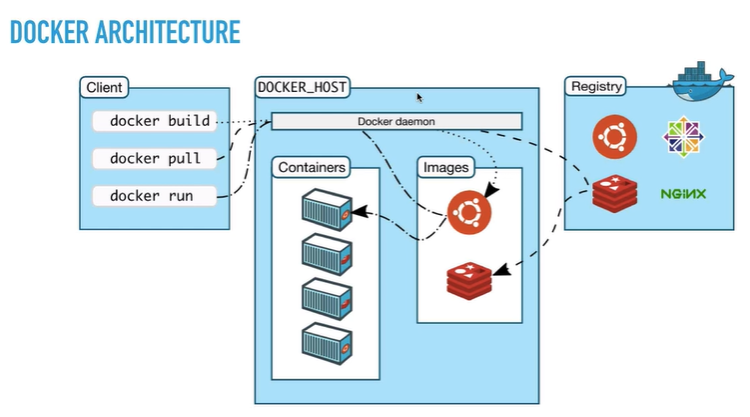 DOCKER ARCHITECTURE
Client
docker build
docker pull
docker run
DOCKER_HOST
Docker daemon
Containers
Images
Registry
NGINX